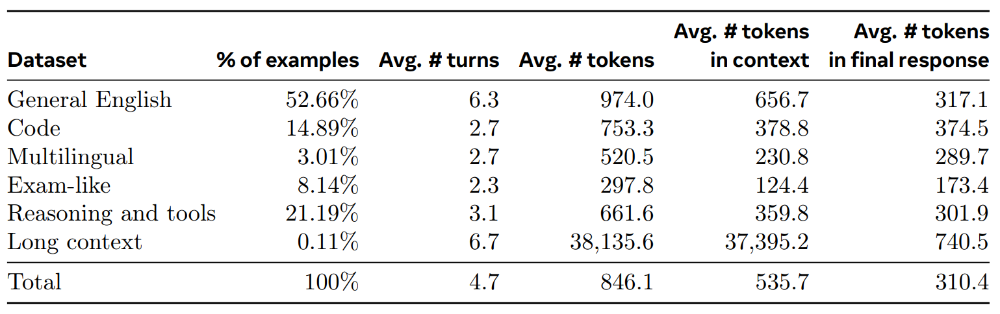 Avg. # tokens Avg. # tokens
Dataset % of examples Avg. # turns Avg. # tokens in context in final response
General English 52.66% 6.3 974.0 656.7 317.1
Code 14.89% 2.7 753.3 378.8 374.5
Multilingual 3.01% 2.7 520.5 230.8 289.7
Exam-like 8.14% 2.3 297.8 124.4 173.4
Reasoning and tools 21.19% 3.1 661.6 359.8 301.9
Long context 0.11% 6.7 38,135.6 37,395.2 740.5
Total 100% 4.7 846.1 535.7 310.4